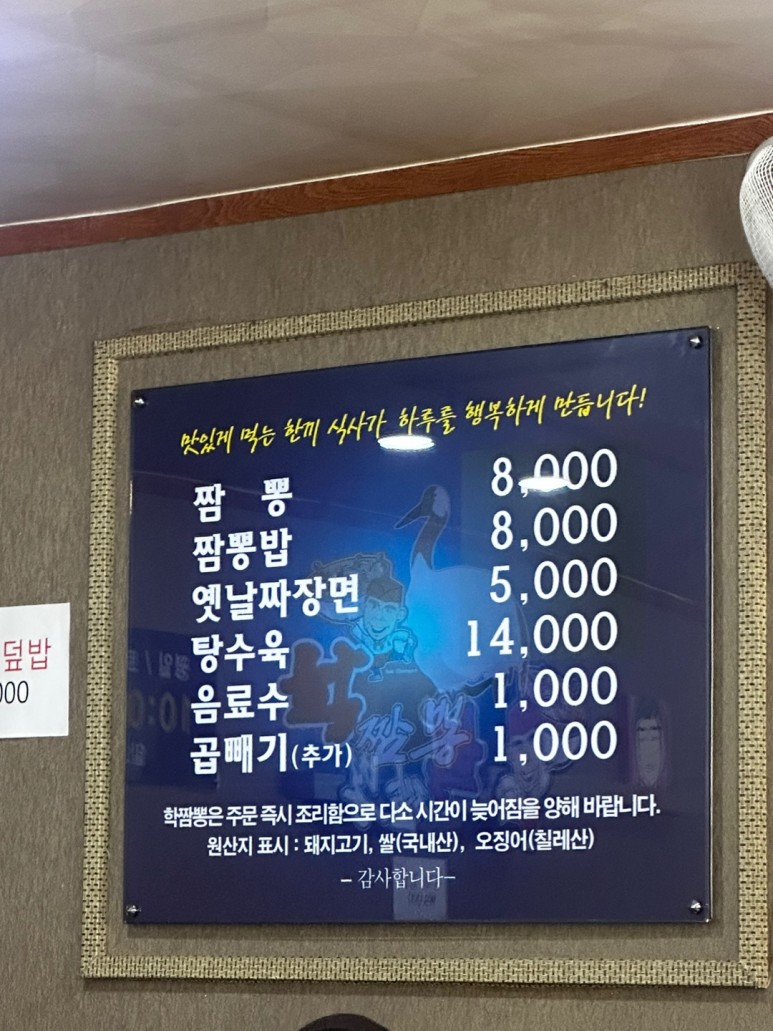 맛있게 먹는 한끼 식사가 하루를 행복하게 만듭니다!
짬 뽕 8,000
짬뽕밥 8,000
옛날짜장면 5,000
탕수육 14,000
음료수 1,000
곱빼기(추가) 1,000
학짬뽕은 주문 즉시 조리함으로 다소 시간이 늦어짐을 양해 바랍니다.
원산지 표시 : 돼지고기, 쌀(국내산), 오징어(칠레산)
- 감사합니다-
덮밥
000
짬뽕